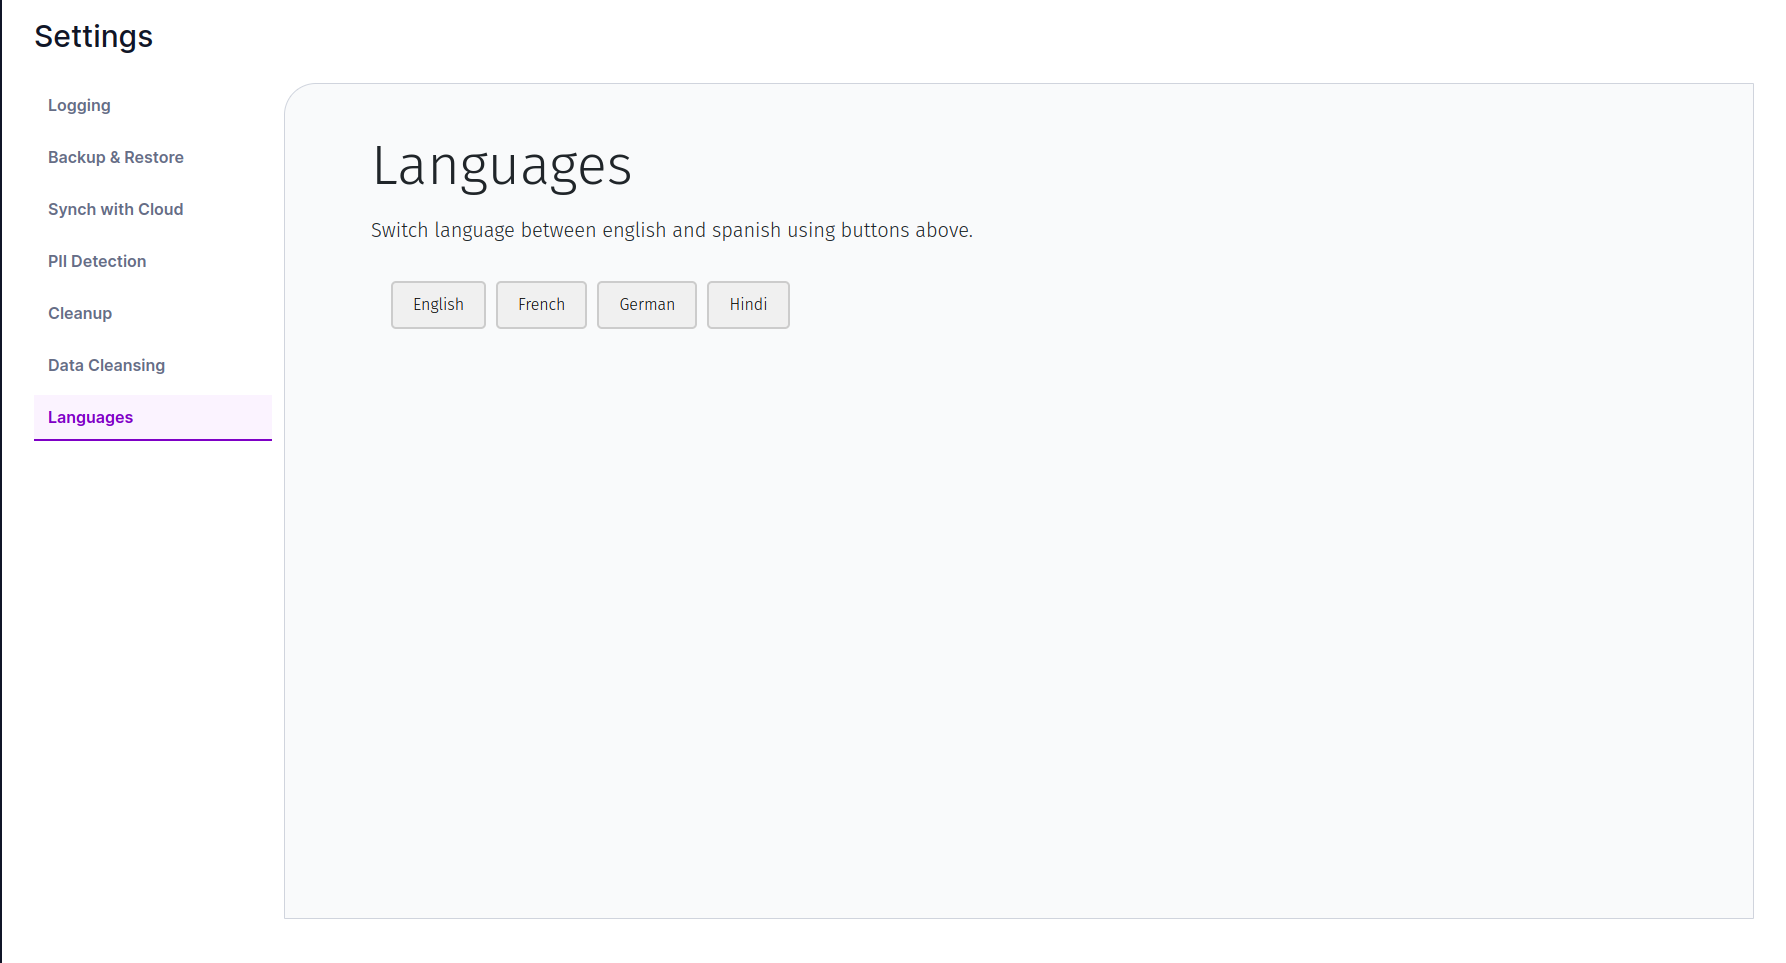 Settings
Logging
Backup & Restore
Synch with Cloud
PII Detection
Cleanup
Data Cleansing
Languages
Languages
Switch language between english and spanish using buttons above.
English French German Hindi